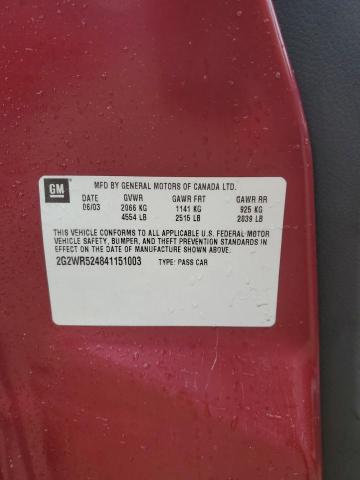 GM
MFD BY GENERAL MOTORS OF CANADA LTD.
DATE GVWR GAWR FRT GAWR RR
06/03 2066 KG 1141 KG 925 KG
4554 LB 2515 LB 2039 LB
THIS VEHICLE CONFORMS TO ALL APPLICABLE U.S. FEDERAL MOTOR
VEHICLE SAFETY, BUMPER, AND THEFT PREVENTION STANDARDS IN
EFFECT ON THE DATE OF MANUFACTURE SHOWN ABOVE.
2G2WR524841151003 TYPE: PASS CAR